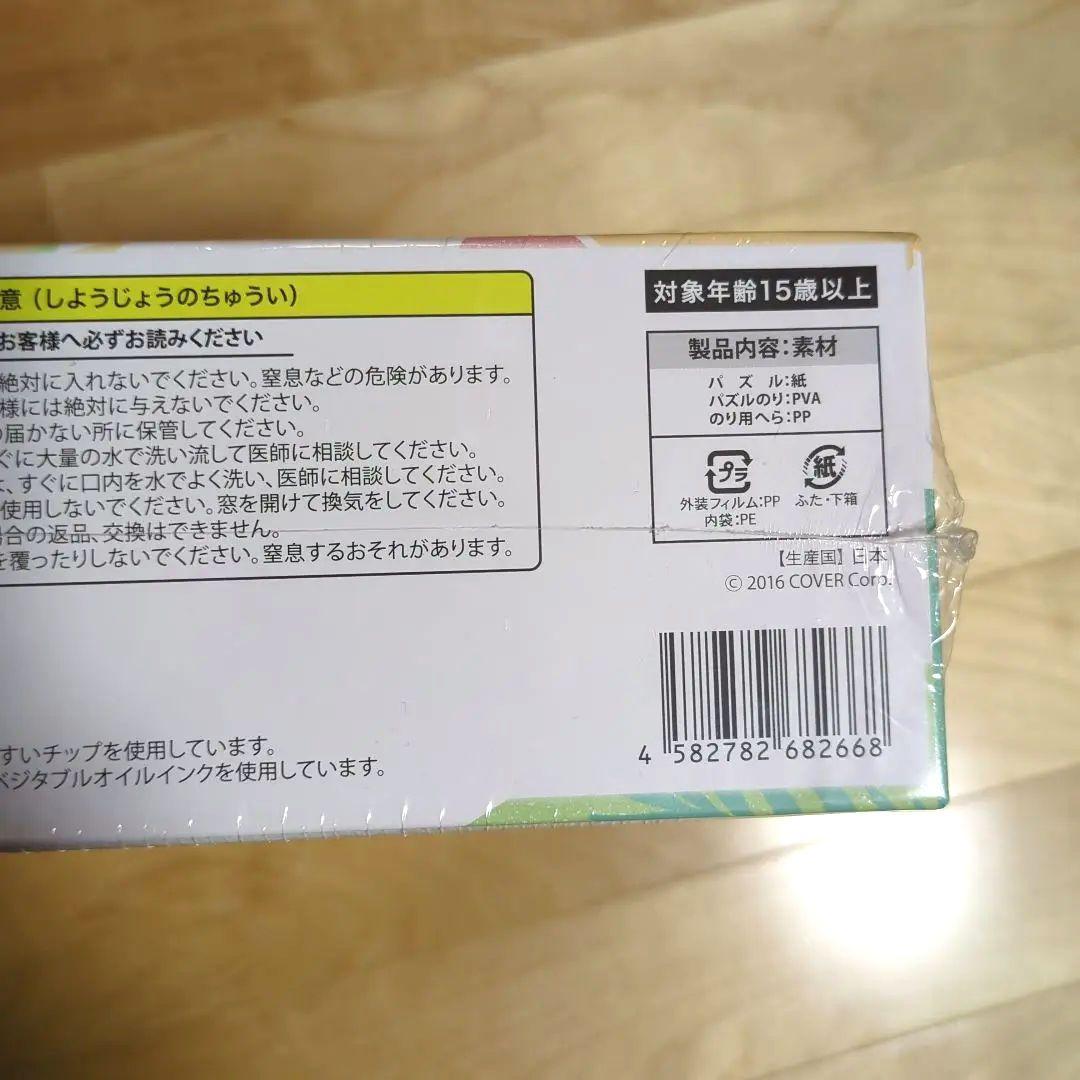 意（しようじょうのちゅうい）
お客様へ必ずお読みください
絶対に入れないでください。窒息などの危険があります。
様には絶対に与えないでください。
の届かない所に保管してください。
ぐに大量の水で洗い流して医師に相談してください。
、すぐに口内を水でよく洗い、医師に相談してください。
使用しないでください。窓を開けて換気をしてください。
場合の返品、交換はできません。
を覆ったりしないでください。窒息するおそれがあります。
すいチップを使用しています。
ベジタブルオイルインクを使用しています。
対象年齢15歳以上
製品内容：素材
パズル：紙
パズルのり：PVA
のり用へら：PP
プラ
外装フィルム：PP
内袋：PE
紙
ふた・下箱
【生産国】日本
© 2016 COVER Corp.
4 582782 682668